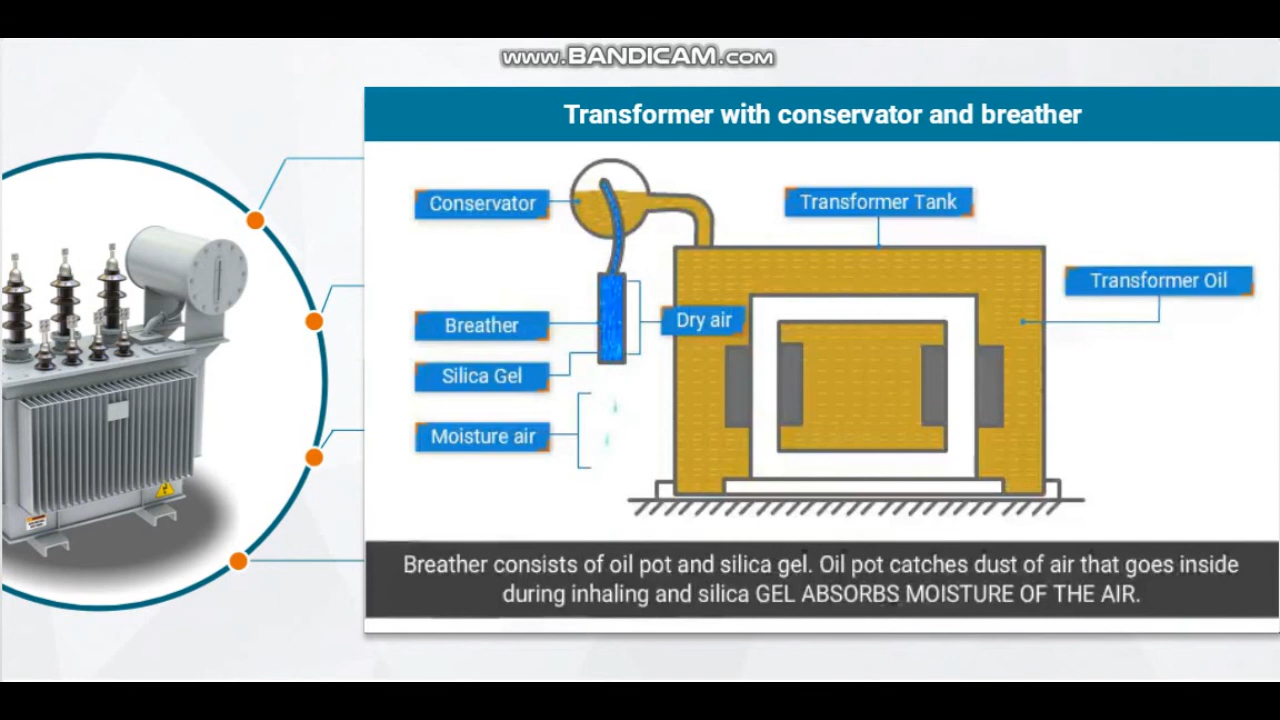 www.BANDICAM.com
Transformer with conservator and breather
Conservator
Transformer Tank
Transformer Oil
Breather
Dry air
Silica Gel
Moisture air
Breather consists of oil pot and silica gel. Oil pot catches dust of air that goes inside
during inhaling and silica GEL ABSORBS MOISTURE OF THE AIR.